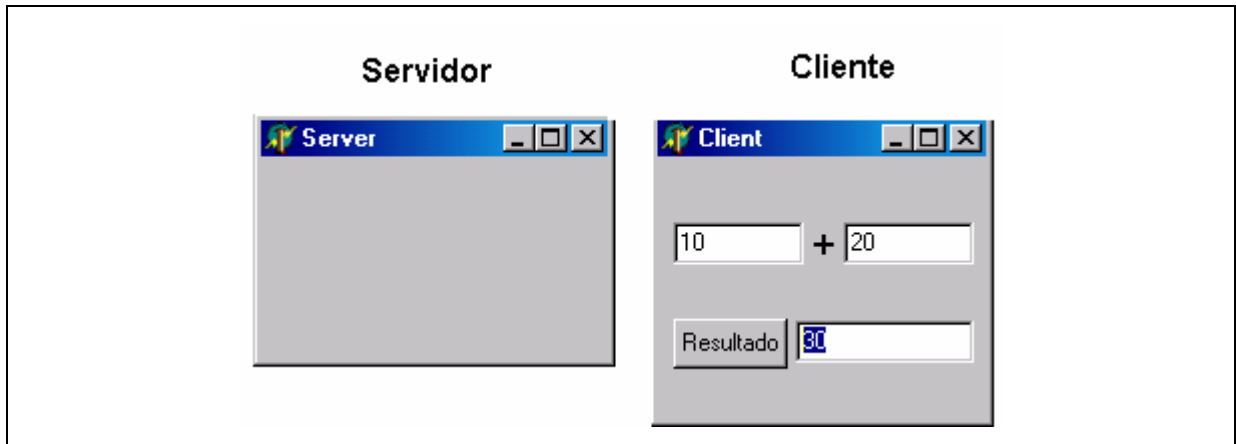 Servidor
Cliente
Server
Client
10 + 20
Resultado 30